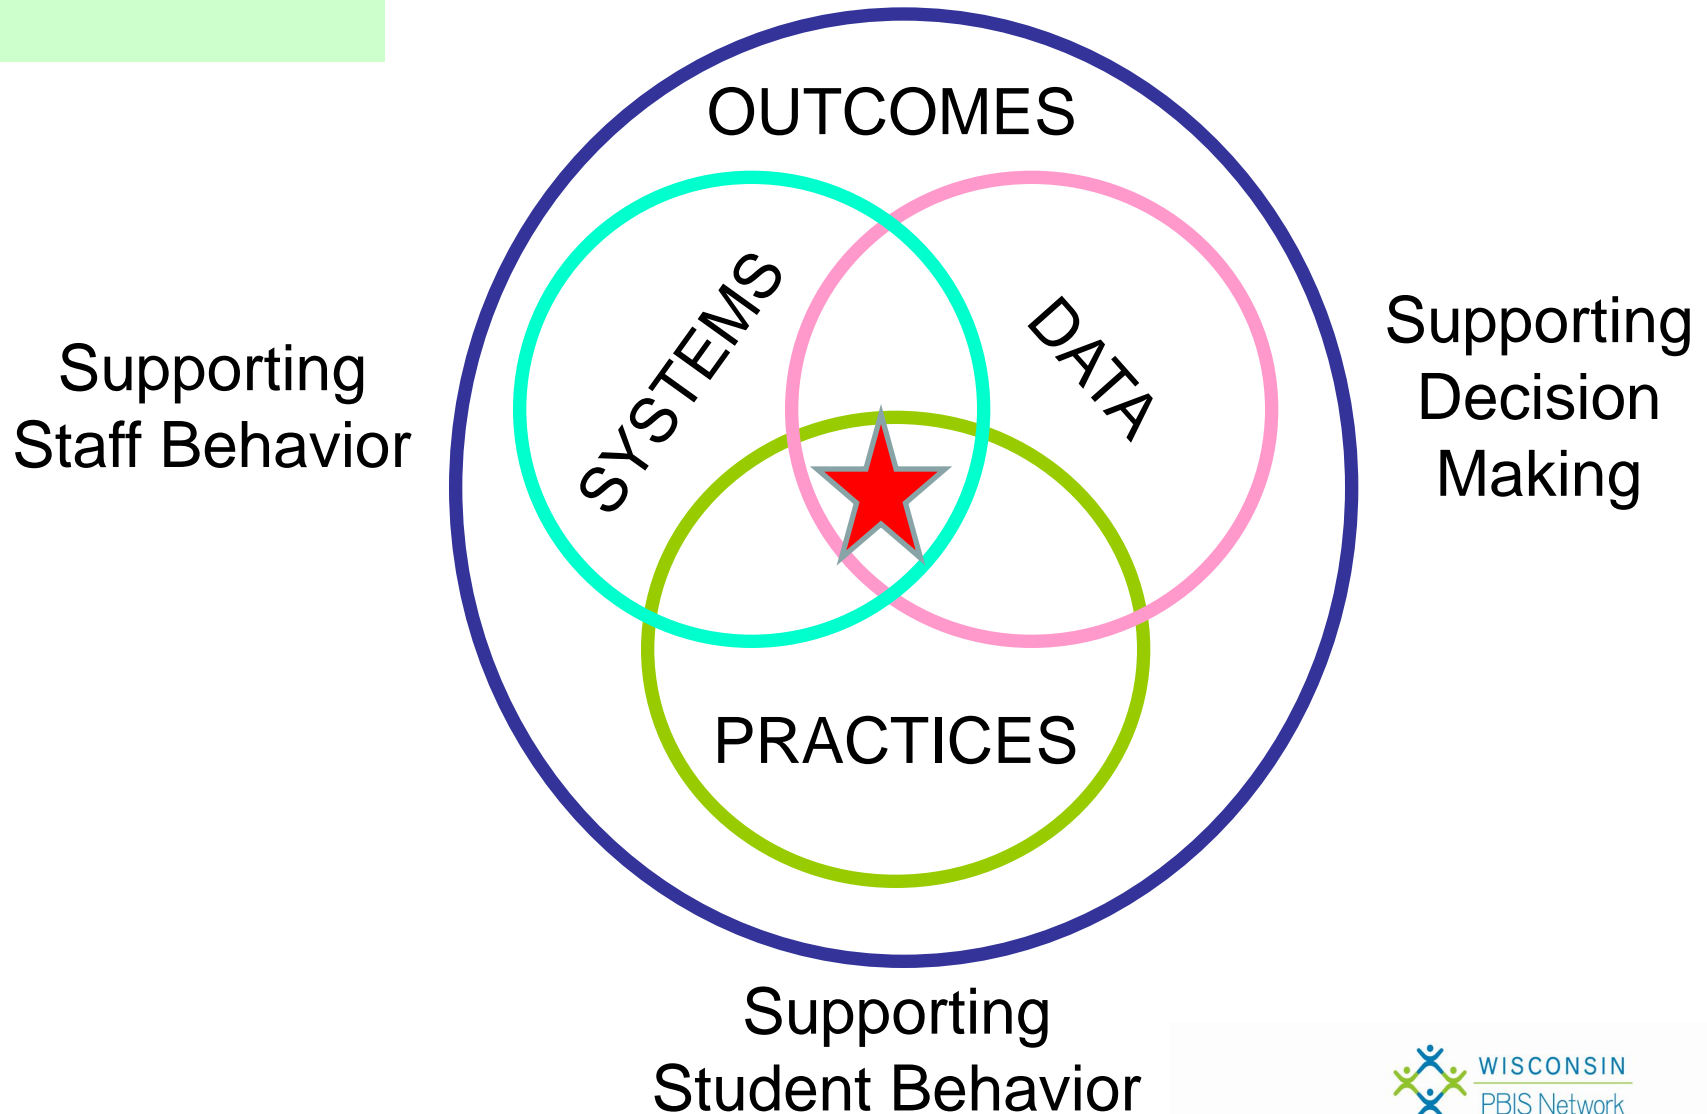 OUTCOMES
SYSTEMS
DATA
Supporting
Staff Behavior
Supporting
Decision
Making
PRACTICES
Supporting
Student Behavior
WISCONSIN
PBIS Network